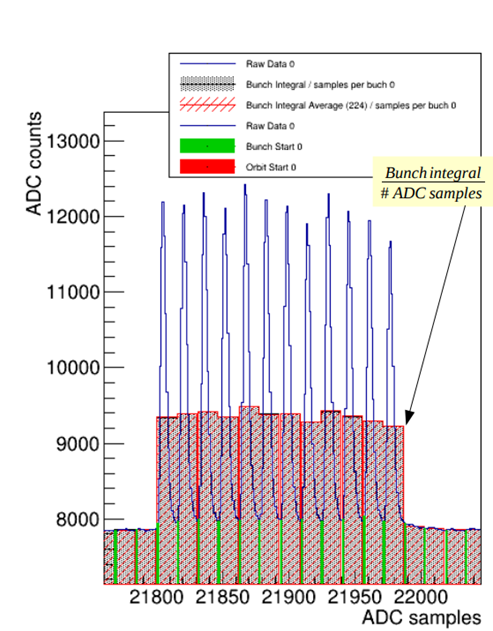 Raw Data 0
Bunch Integral / samples per buch 0
Bunch Integral Average (224) / samples per buch 0
Raw Data 0
Bunch Start 0
Orbit Start 0
Bunch integral
# ADC samples
ADC counts
13000
12000
11000
10000
9000
8000
21800 21850 21900 21950 22000
ADC samples